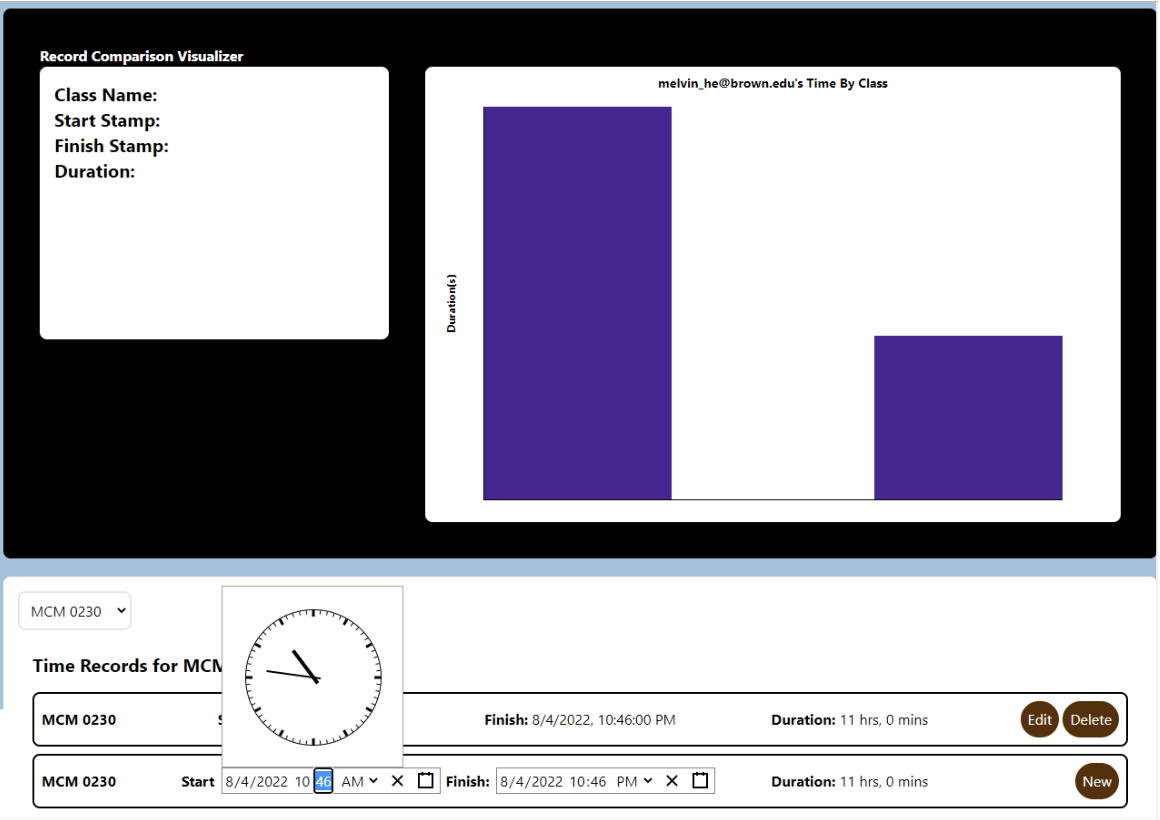 Record Comparison Visualizer
Class Name:
Start Stamp:
Finish Stamp:
Duration:
melvin_he@brown.edu's Time By Class
Duration(s)
MCM 0230
Time Records for MCM
MCM 0230 Finish: 8/4/2022, 10:46:00 PM Duration: 11 hrs, 0 mins Edit Delete
MCM 0230 Start 8/4/2022 10 46 AM Finish: 8/4/2022 10:46 PM Duration: 11 hrs, 0 mins New